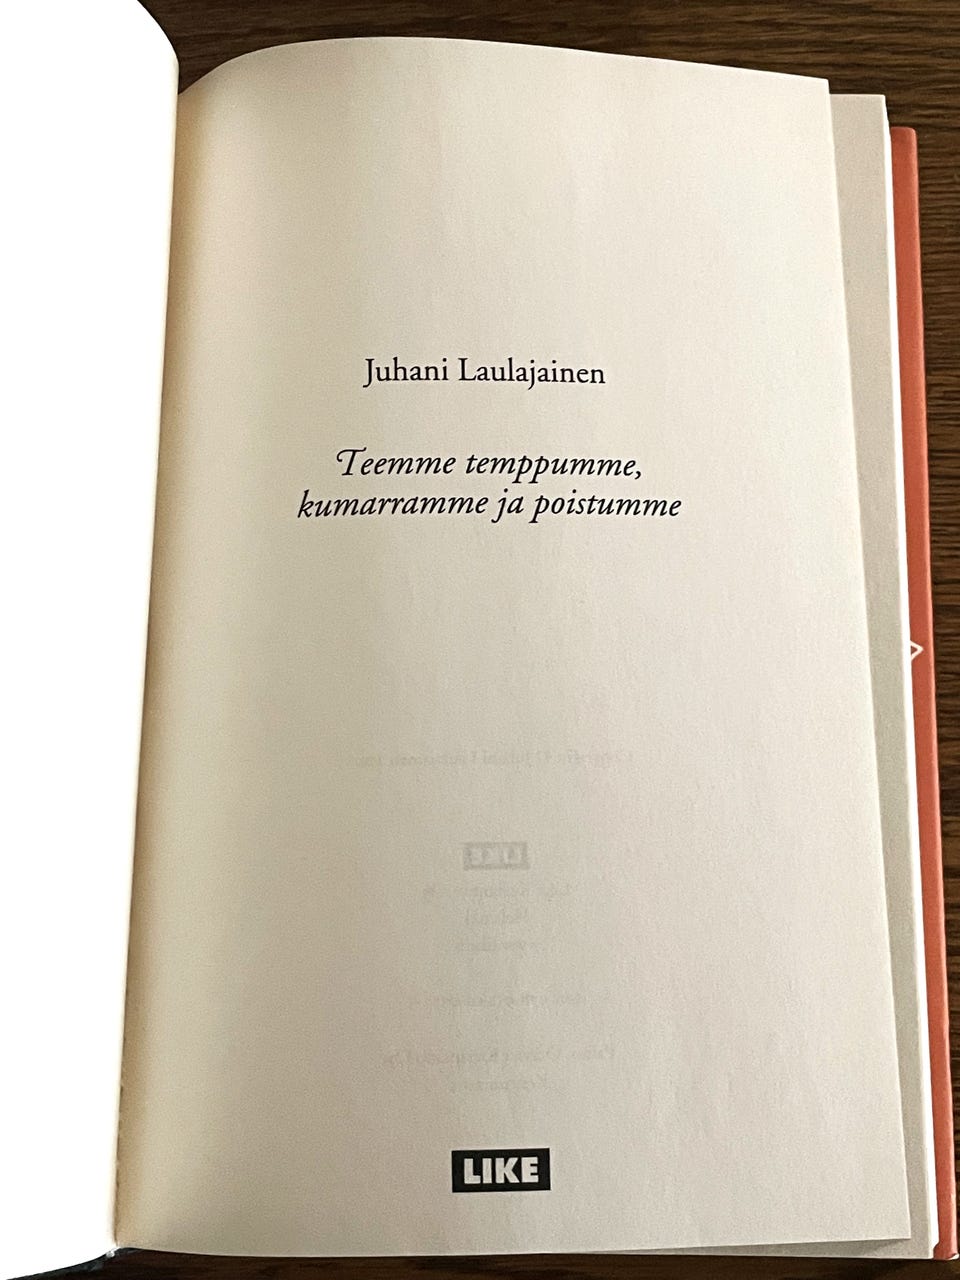 Juhani Laulajainen
Teemme temppumme,
kumarramme ja poistumme
LIKE